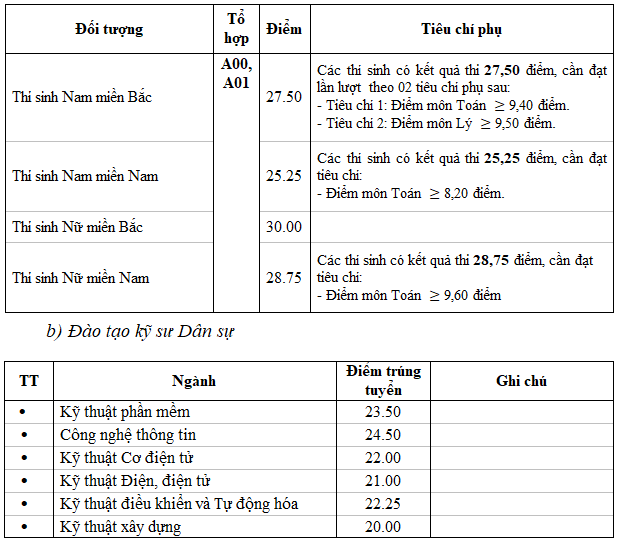 Đối tượng
Tổ
hợp
Điểm
Tiêu chí phụ
A00,
A01
Thí sinh Nam miền Bắc
27.50
Các thí sinh có kết quả thi 27,50 điểm, cần đạt
lần lượt theo 02 tiêu chí phụ sau:
- Tiêu chí 1: Điểm môn Toán ≥ 9,40 điểm.
- Tiêu chí 2: Điểm môn Lý ≥ 9,50 điểm.
Thí sinh Nam miền Nam
25.25
Các thí sinh có kết quả thi 25,25 điểm, cần đạt
tiêu chí:
- Điểm môn Toán ≥ 8,20 điểm.
Thí sinh Nữ miền Bắc
30.00
Thí sinh Nữ miền Nam
28.75
Các thí sinh có kết quả thi 28,75 điểm, cần đạt
tiêu chí:
- Điểm môn Toán ≥ 9,60 điểm
b) Đào tạo kỹ sư Dân sự
TT
Ngành
Điểm trúng
tuyển
Ghi chú
• Kỹ thuật phần mềm 23.50
• Công nghệ thông tin 24.50
• Kỹ thuật Cơ điện tử 22.00
• Kỹ thuật Điện, điện tử 21.00
• Kỹ thuật điều khiển và Tự động hóa 22.25
• Kỹ thuật xây dựng 20.00